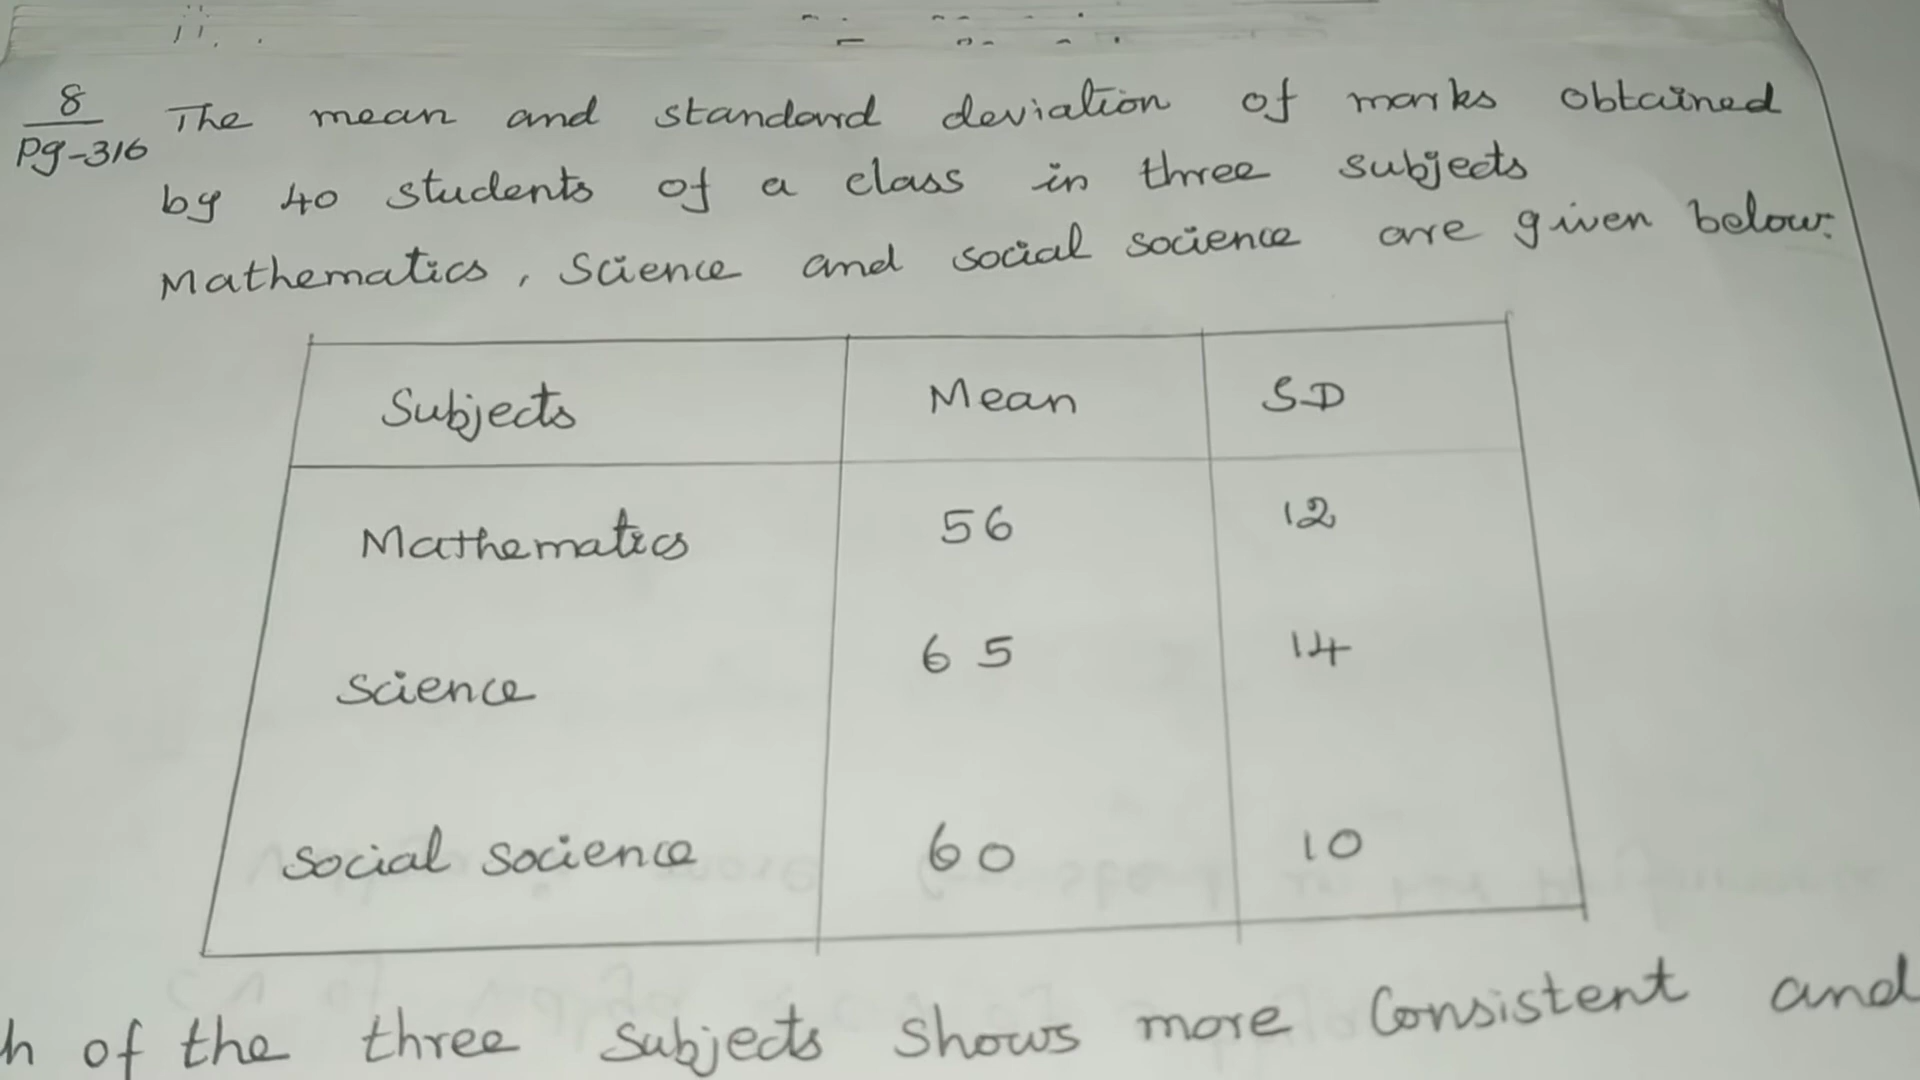 8 The mean and standard deviation of marks obtained
Pg-316
by 40 students of a class in three subjects
Mathematics, Science and social socience are given below:
Subjects Mean SD
Mathematics 56 12
science 65 14
social socience 60 10
h of the three subjects shows more Consistent and